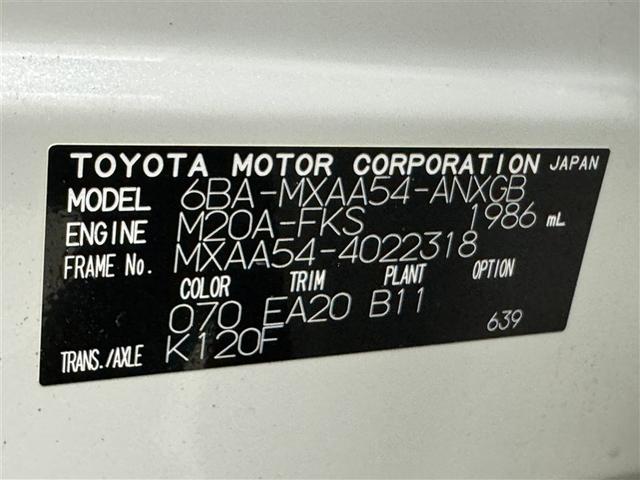 TOYOTA MOTOR CORPORATION JAPAN
MODEL 6BA-MXAA54-ANXGB
ENGINE M20A-FKS 1986 mL
FRAME No. MXAA54-4022318
COLOR TRIM PLANT OPTION
070 EA20 B11 639
TRANS./AXLE K120F